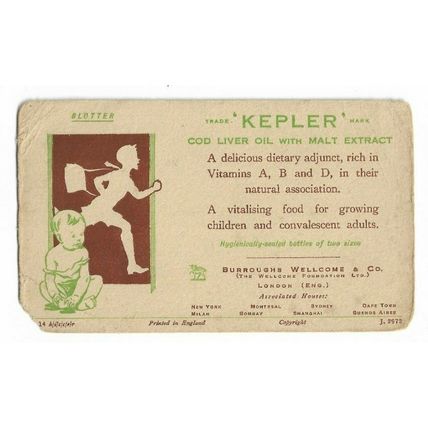 BLOTTER
TRADE 'KEPLER' MARK
COD LIVER OIL WITH MALT EXTRACT
A delicious dietary adjunct, rich in
Vitamins A, B and D, in their
natural association.
A vitalising food for growing
children and convalescent adults.
Hygienically-sealed bottles of two sizes
BURROUGHS WELLCOME & CO.
(THE WELLCOME FOUNDATION LTD.)
LONDON (ENG.)
Associated Houses:
NEW YORK MONTREAL SYDNEY CAPE TOWN
MILAN BOMBAY SHANGHAI BUENOS AIRES
Printed in England Copyright